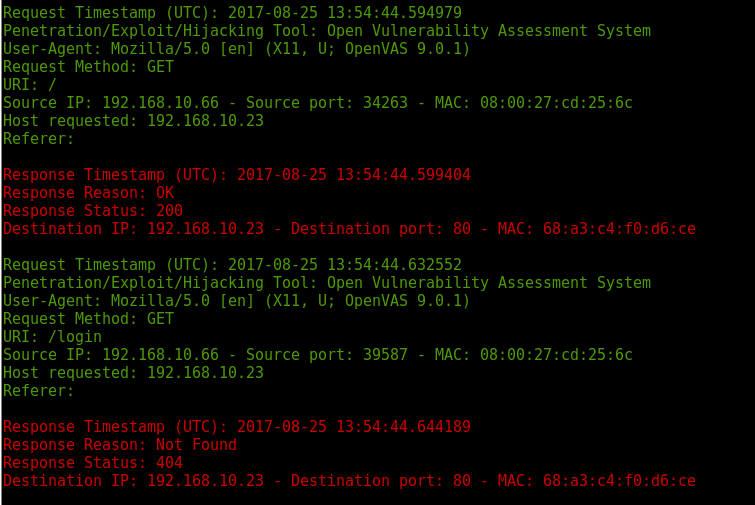 Request Timestamp (UTC): 2017-08-25 13:54:44.594979
Penetration/Exploit/Hijacking Tool: Open Vulnerability Assessment System
User-Agent: Mozilla/5.0 [en] (X11, U; OpenVAS 9.0.1)
Request Method: GET
URI: /
Source IP: 192.168.10.66 - Source port: 34263 - MAC: 08:00:27:cd:25:6c
Host requested: 192.168.10.23
Referer:
Response Timestamp (UTC): 2017-08-25 13:54:44.599404
Response Reason: OK
Response Status: 200
Destination IP: 192.168.10.23 - Destination port: 80 - MAC: 68:a3:c4:f0:d6:ce
Request Timestamp (UTC): 2017-08-25 13:54:44.632552
Penetration/Exploit/Hijacking Tool: Open Vulnerability Assessment System
User-Agent: Mozilla/5.0 [en] (X11, U; OpenVAS 9.0.1)
Request Method: GET
URI: /login
Source IP: 192.168.10.66 - Source port: 39587 - MAC: 08:00:27:cd:25:6c
Host requested: 192.168.10.23
Referer:
Response Timestamp (UTC): 2017-08-25 13:54:44.644189
Response Reason: Not Found
Response Status: 404
Destination IP: 192.168.10.23 - Destination port: 80 - MAC: 68:a3:c4:f0:d6:ce